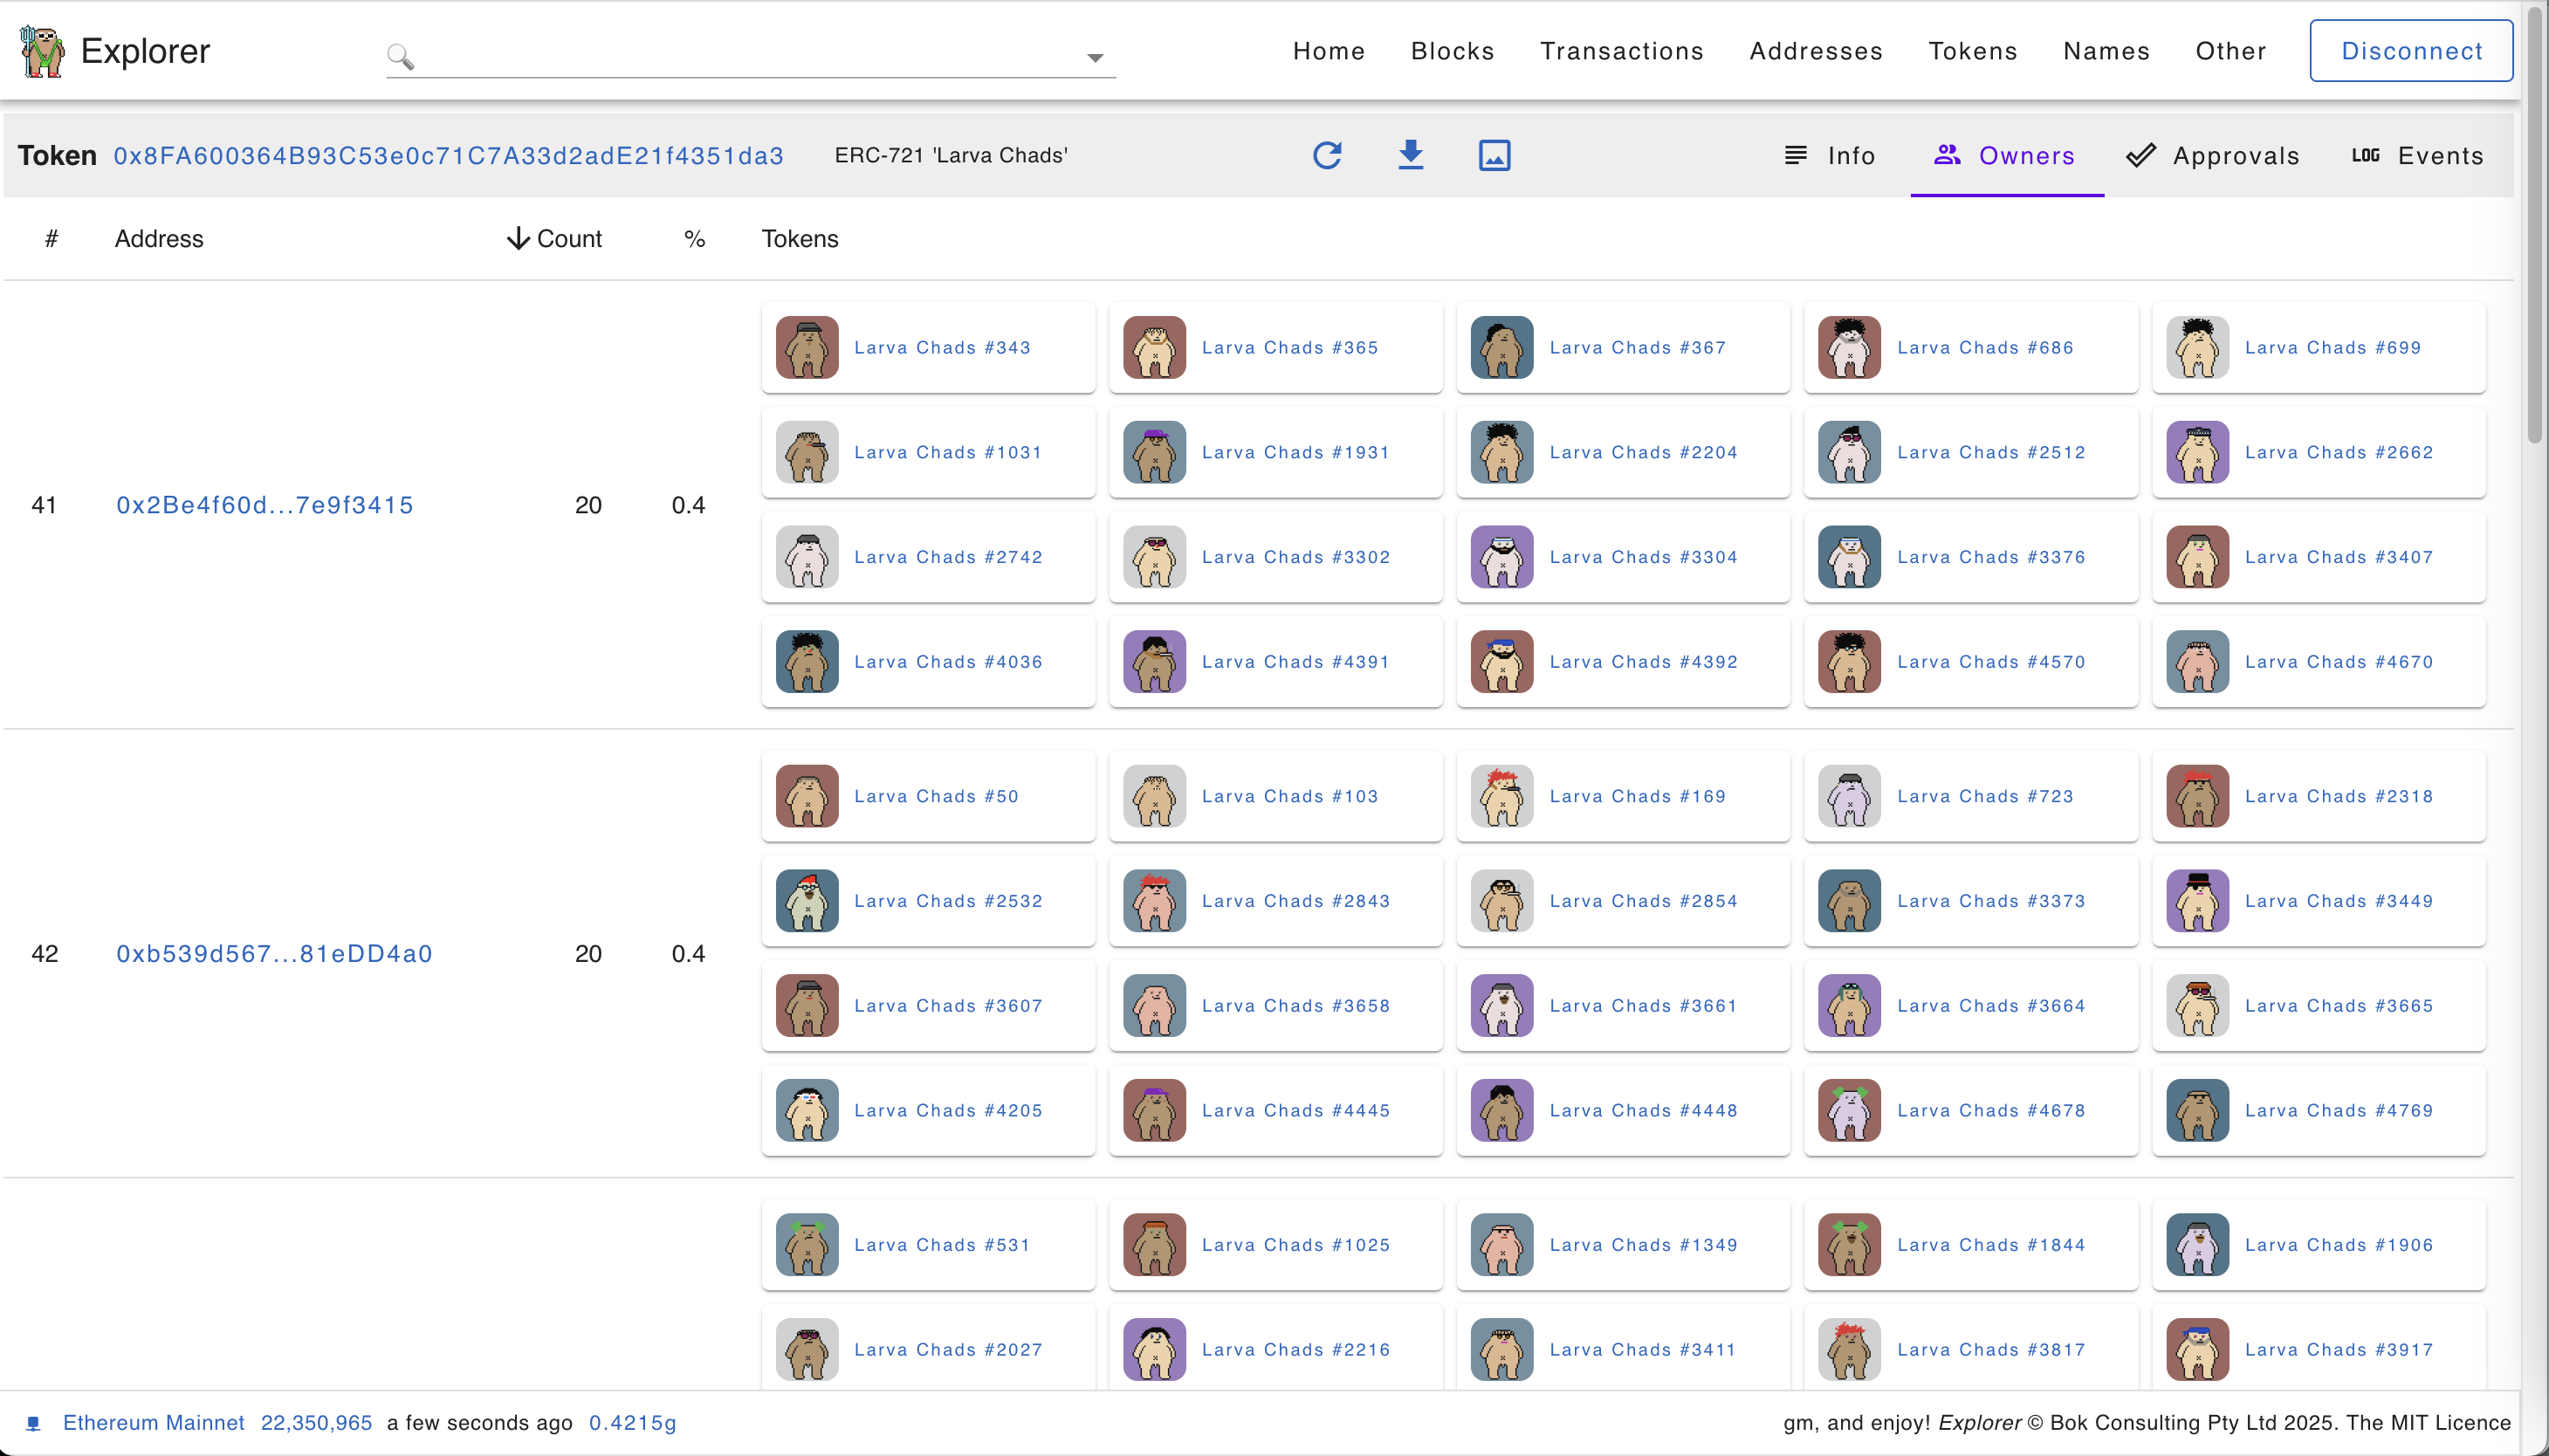 Explorer
Home Blocks Transactions Addresses Tokens Names Other Disconnect
Token 0x8FA600364B93C53e0c71C7A33d2adE21f4351da3 ERC-721 'Larva Chads' Info Owners Approvals LOG Events
# Address Count % Tokens
Larva Chads #343 Larva Chads #365 Larva Chads #367 Larva Chads #686 Larva Chads #699
Larva Chads #1031 Larva Chads #1931 Larva Chads #2204 Larva Chads #2512 Larva Chads #2662
41 0x2Be4f60d...7e9f3415 20 0.4
Larva Chads #2742 Larva Chads #3302 Larva Chads #3304 Larva Chads #3376 Larva Chads #3407
Larva Chads #4036 Larva Chads #4391 Larva Chads #4392 Larva Chads #4570 Larva Chads #4670
Larva Chads #50 Larva Chads #103 Larva Chads #169 Larva Chads #723 Larva Chads #2318
Larva Chads #2532 Larva Chads #2843 Larva Chads #2854 Larva Chads #3373 Larva Chads #3449
42 0xb539d567...81eDD4a0 20 0.4
Larva Chads #3607 Larva Chads #3658 Larva Chads #3661 Larva Chads #3664 Larva Chads #3665
Larva Chads #4205 Larva Chads #4445 Larva Chads #4448 Larva Chads #4678 Larva Chads #4769
Larva Chads #531 Larva Chads #1025 Larva Chads #1349 Larva Chads #1844 Larva Chads #1906
Larva Chads #2027 Larva Chads #2216 Larva Chads #3411 Larva Chads #3817 Larva Chads #3917
Ethereum Mainnet 22,350,965 a few seconds ago 0.4215g gm, and enjoy! Explorer © Bok Consulting Pty Ltd 2025. The MIT Licence